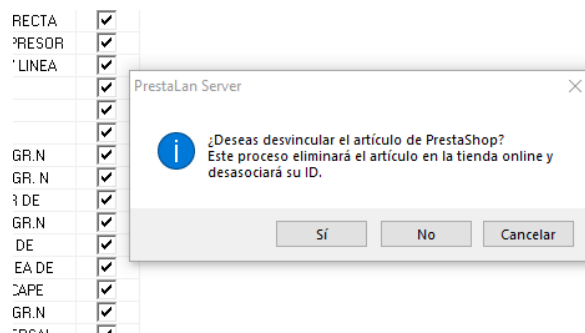 RECTA
PRESOR
LINEA
PrestaLan Server
¿Deseas desvincular el artículo de PrestaShop?
Este proceso eliminará el artículo en la tienda online y
desasociará su ID.
Sí
No
Cancelar
GR.N
GR. N
DE
GR.N
DE
EA DE
CAPE
GR.N